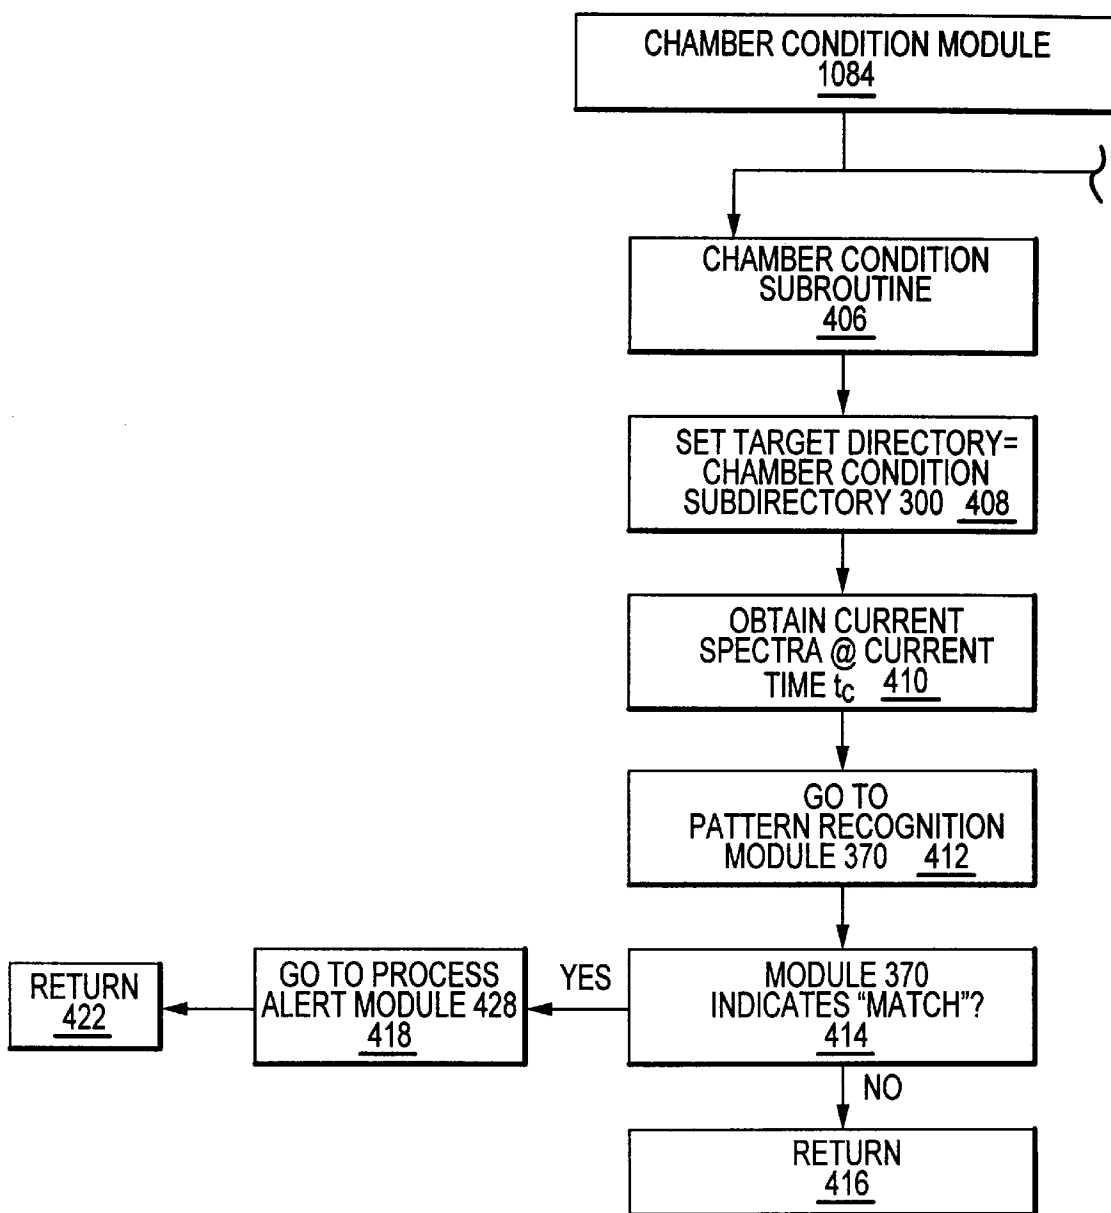 CHAMBER CONDITION MODULE
1084
CHAMBER CONDITION
SUBROUTINE
406
SET TARGET DIRECTORY=
CHAMBER CONDITION
SUBDIRECTORY 300 408
OBTAIN CURRENT
SPECTRA @ CURRENT
TIME tC 410
GO TO
PATTERN RECOGNITION
MODULE 370 412
MODULE 370
INDICATES “MATCH”?
414
YES
GO TO PROCESS
ALERT MODULE 428
418
RETURN
422
NO
RETURN
416